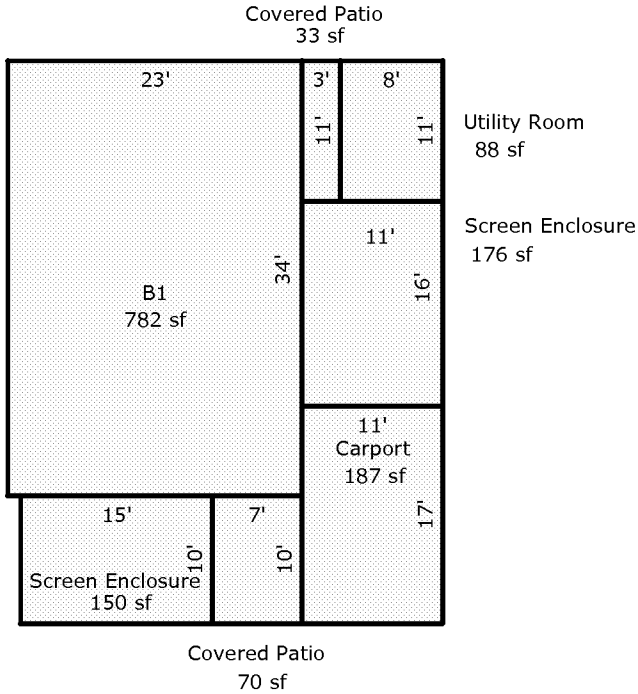 Covered Patio
33 sf
23'
3'
8'
11'
11'
Utility Room
88 sf
Screen Enclosure
176 sf
11'
34'
16'
B1
782 sf
11'
Carport
187 sf
17'
15'
7'
10'
10'
Screen Enclosure
150 sf
Covered Patio
70 sf